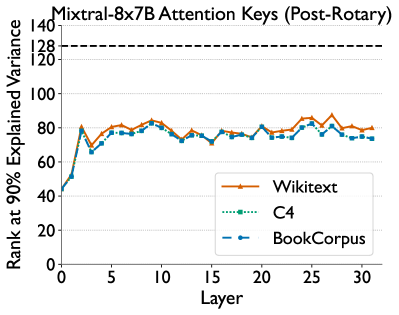 Mixtral-8x7B Attention Keys (Post-Rotary)
Rank at 90% Explained Variance
140
128
120
100
80
60
40
20
0
Wikitext
C4
BookCorpus
0 5 10 15 20 25 30
Layer